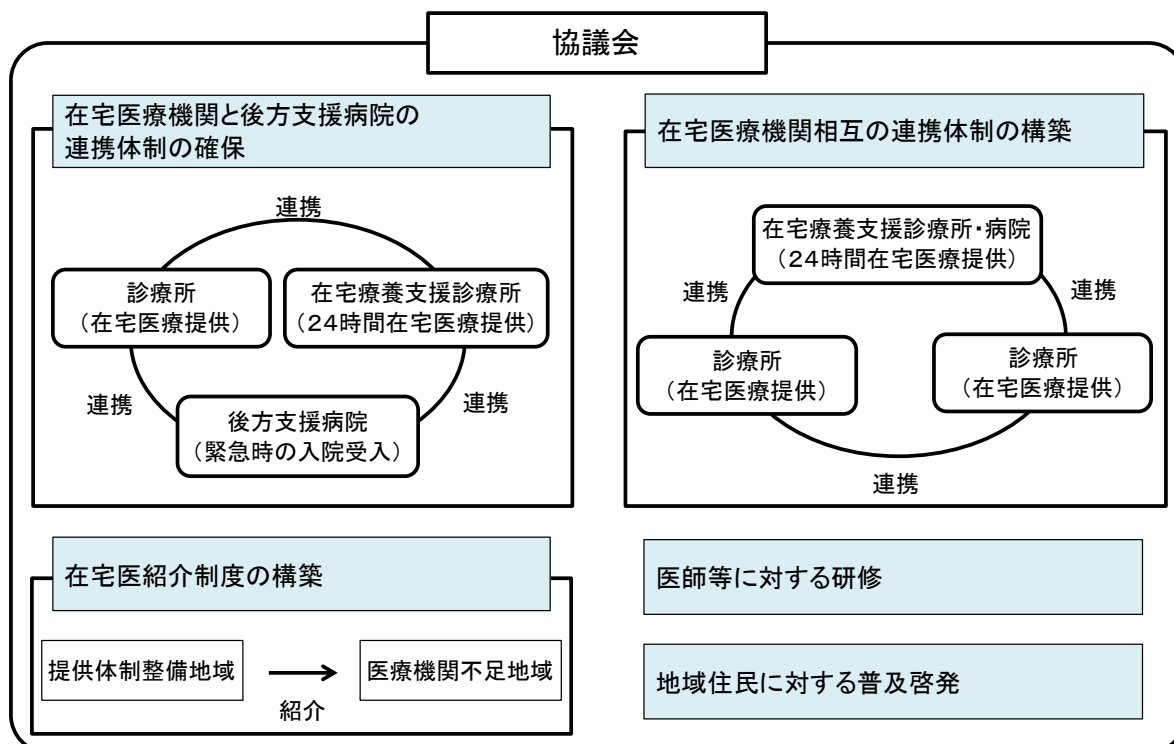 協議会
在宅医療機関と後方支援病院の
連携体制の確保
連携
診療所
(在宅医療提供)
在宅療養支援診療所
(24時間在宅医療提供)
連携
連携
後方支援病院
(緊急時の入院受入)
在宅医療機関相互の連携体制の構築
在宅療養支援診療所・病院
(24時間在宅医療提供)
連携
連携
診療所
(在宅医療提供)
診療所
(在宅医療提供)
連携
在宅医紹介制度の構築
提供体制整備地域
医療機関不足地域
紹介
医師等に対する研修
地域住民に対する普及啓発